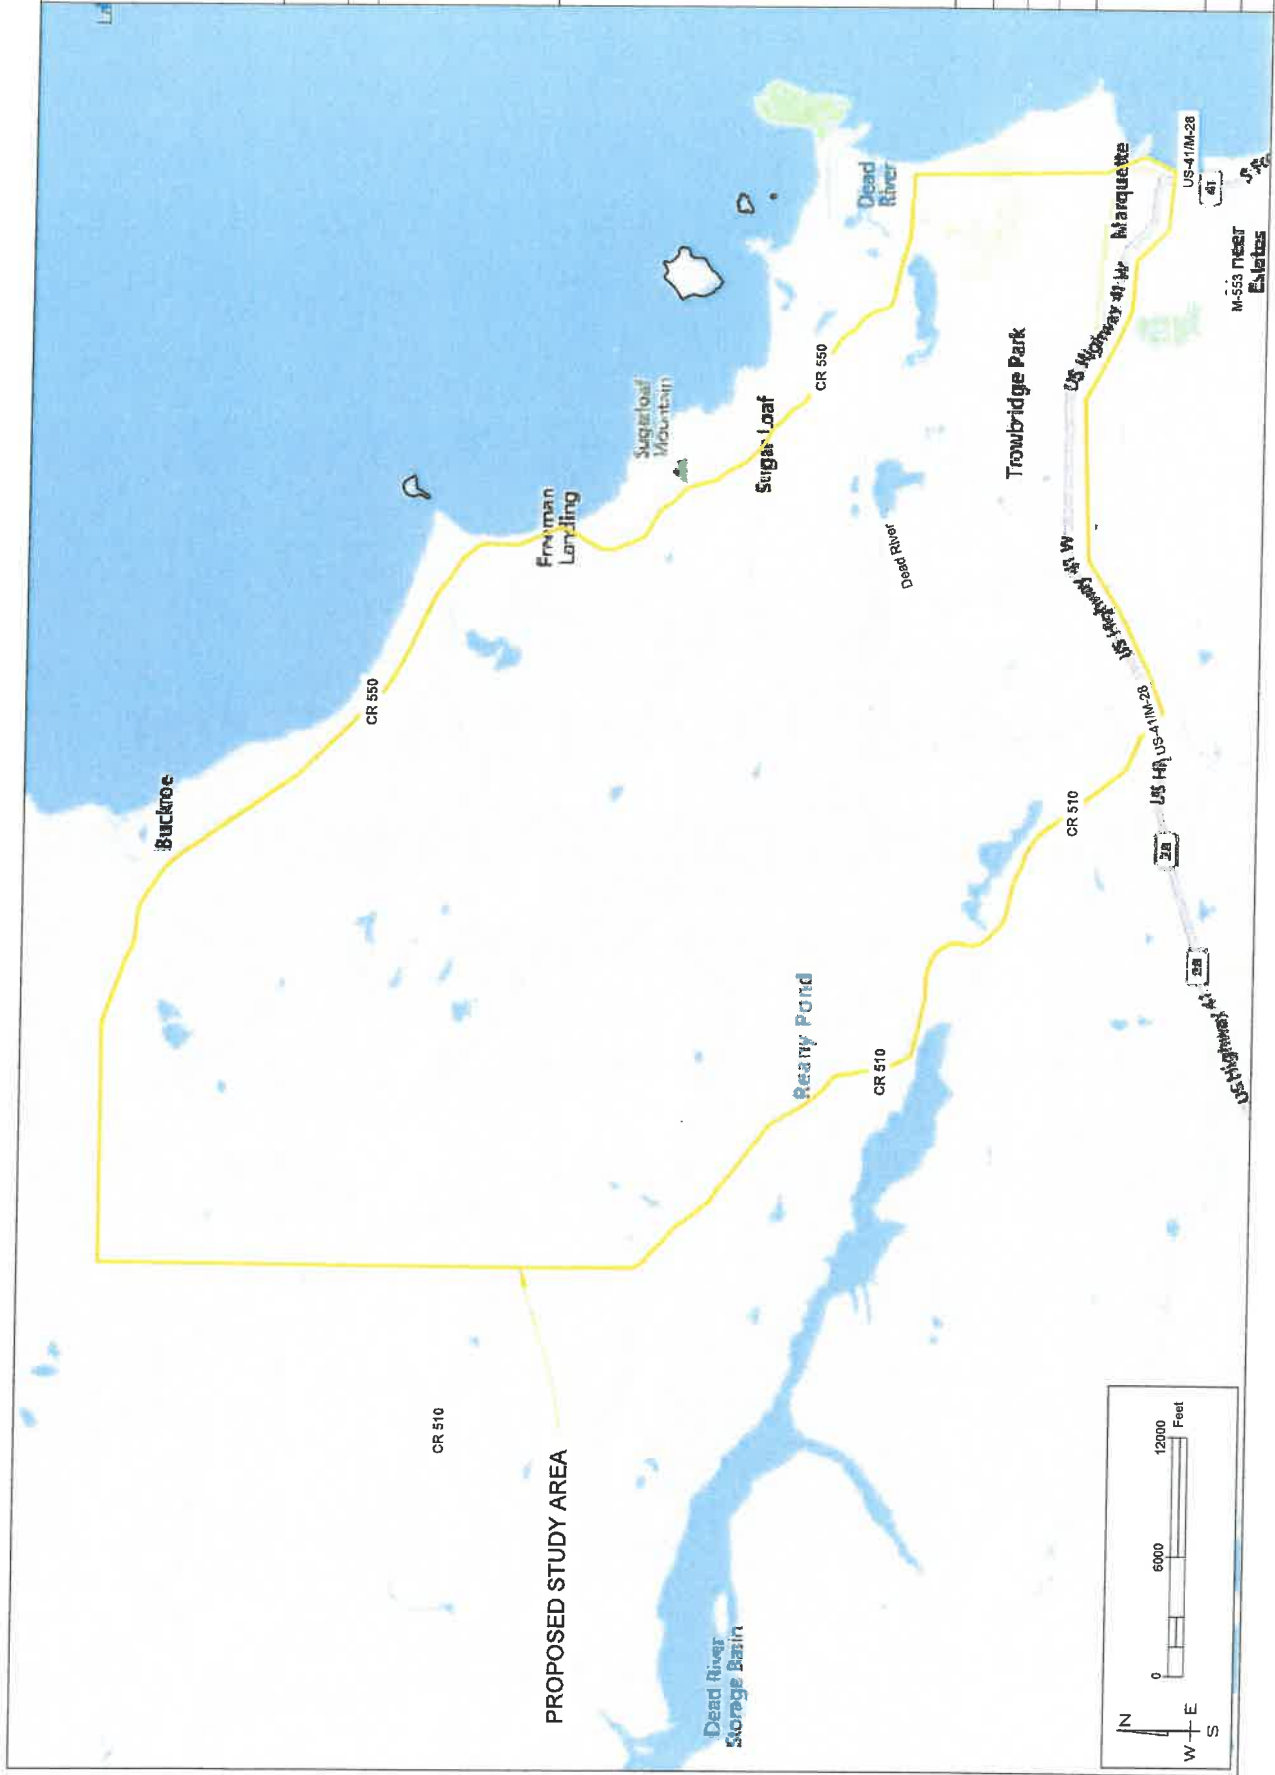 Buckroe
CR 550
Freeman
Landing
Sugarloaf
Mountain
Sugar Loaf
CR 550
Dead
River
Dead River
Trowbridge Park
Marquette
US Highway 41 W
US Highway 41 W
US-41/M-28
41
M-553
Estates
US-41/M-28
28
28
US Highway 41
CR 510
CR 510
Reany Pond
CR 510
PROPOSED STUDY AREA
Dead River
Storage Basin
N
W E
S
0 6000 12000
Feet